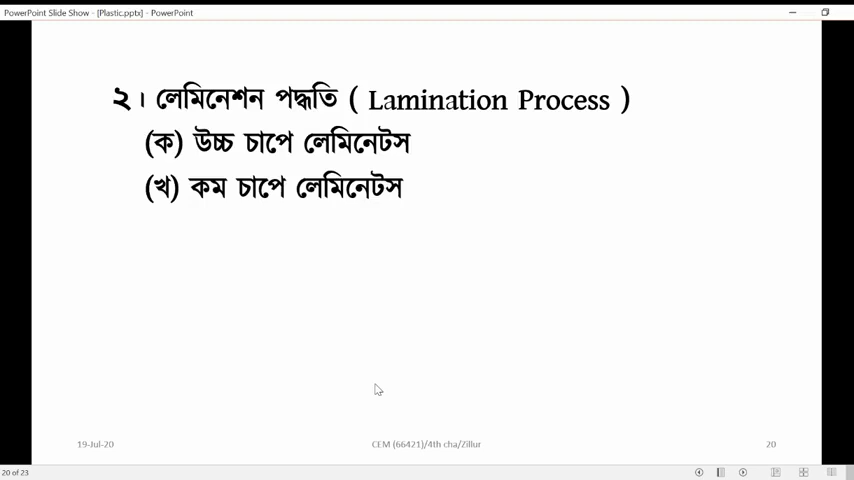 PowerPoint Slide Show - [Plastic.pptx] - PowerPoint
২। লেমিনেশন পদ্ধতি ( Lamination Process )
(ক) উচ্চ চাপে লেমিনেটস
(খ) কম চাপে লেমিনেটস
19-Jul-20 CEM (66421)/4th cha/Zillur 20
20 of 23